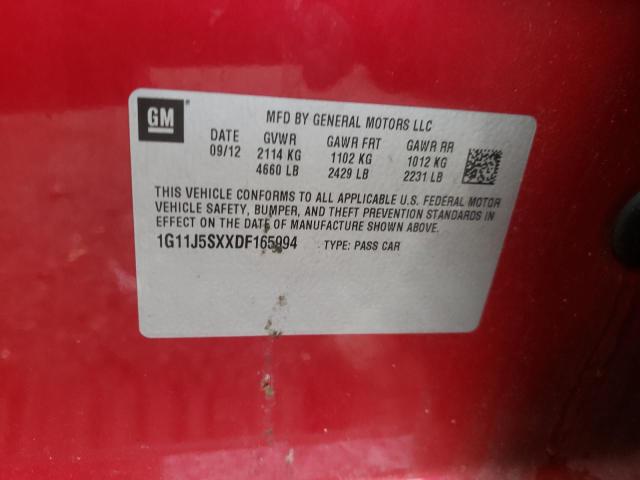 GM
MFD BY GENERAL MOTORS LLC
DATE GVWR GAWR FRT GAWR RR
09/12 2114 KG 1102 KG 1012 KG
4660 LB 2429 LB 2231 LB
THIS VEHICLE CONFORMS TO ALL APPLICABLE U.S. FEDERAL MOTOR
VEHICLE SAFETY, BUMPER, AND THEFT PREVENTION STANDARDS IN
EFFECT ON THE DATE OF MANUFACTURE SHOWN ABOVE.
1G11J5SXXDF165094 TYPE: PASS CAR